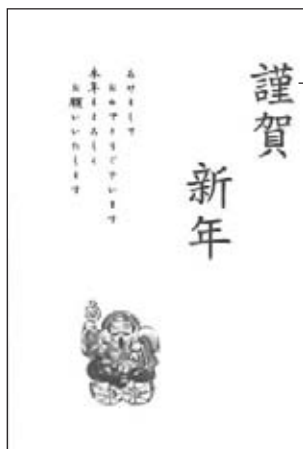 謹賀
新年
あけまして
おめでとうございます
本年もよろしく
お願いいたします